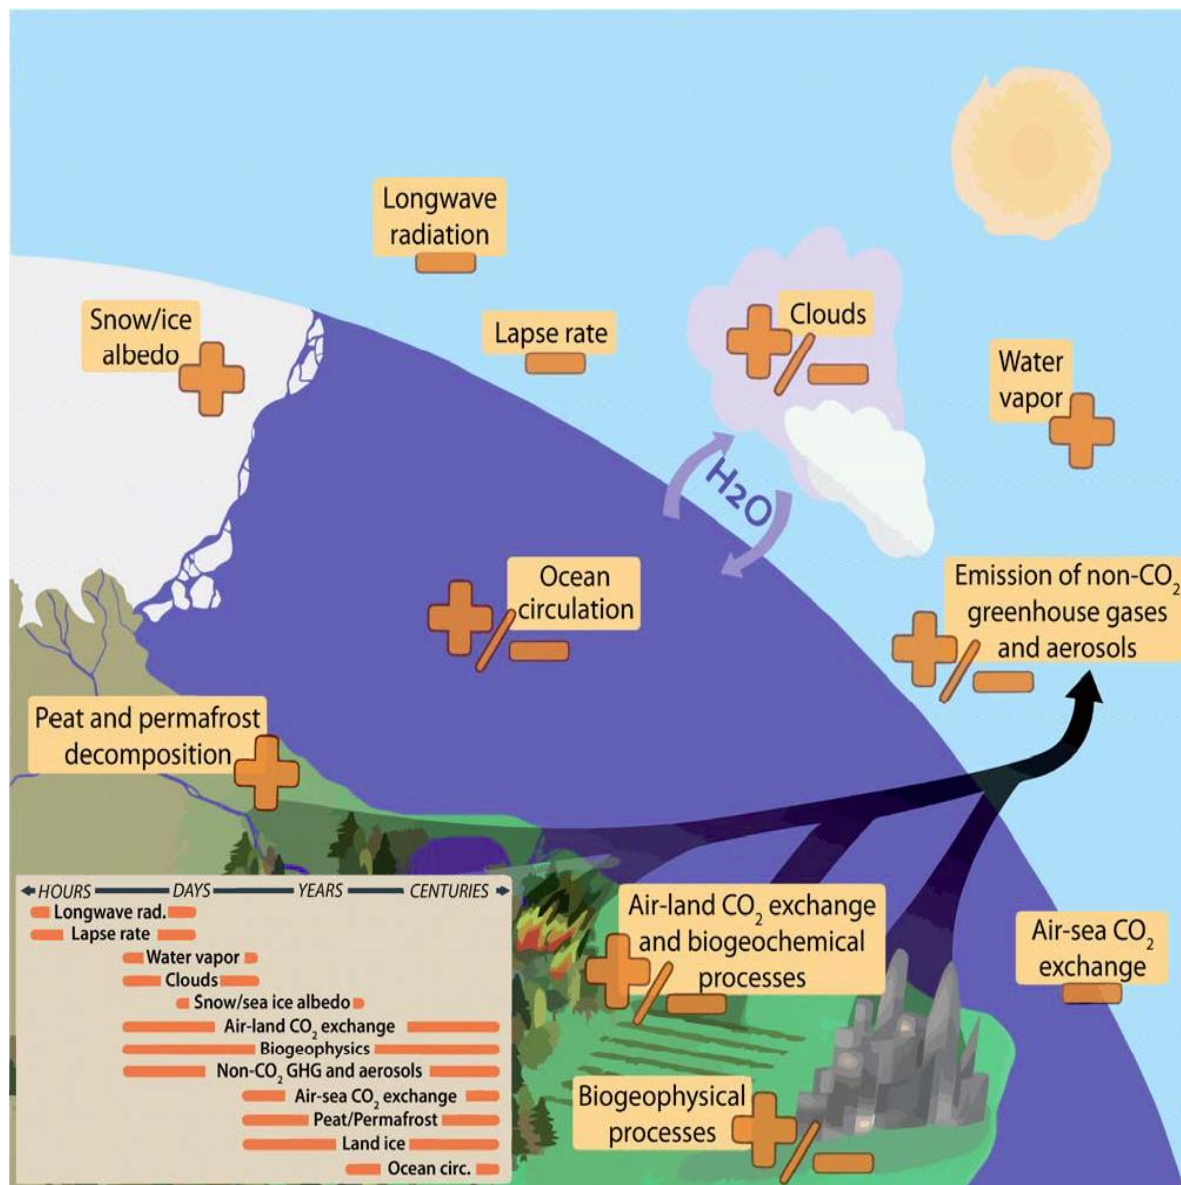 Longwave
radiation
Snow/ice
albedo
Lapse rate
Clouds
Water
vapor
H2O
Ocean
circulation
Emission of non-CO₂
greenhouse gases
and aerosols
Peat and permafrost
decomposition
Air-land CO₂ exchange
and biogeochemical
processes
Air-sea CO₂
exchange
Biogeophysical
processes
HOURS DAYS YEARS CENTURIES
Longwave rad.
Lapse rate
Water vapor
Clouds
Snow/sea ice albedo
Air-land CO₂ exchange
Biogeophysics
Non-CO₂ GHG and aerosols
Air-sea CO₂ exchange
Peat/Permafrost
Land ice
Ocean circ.